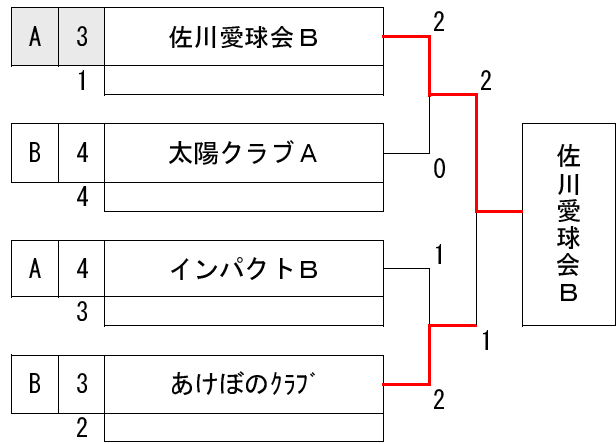 A 3 佐川愛球会B 2
1
2
B 4 太陽クラブA 0
4
A 4 インパクトB 1
3
1
B 3 あけぼのｸﾗﾌﾞ 2
2
佐川愛球会B